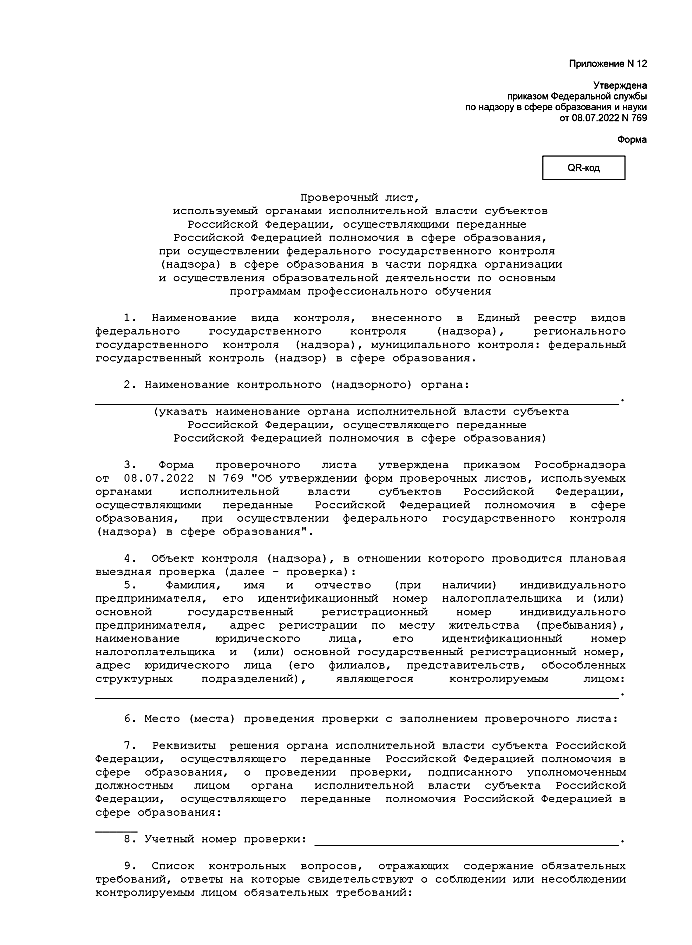 Приложение N 12
Утверждена
приказом Федеральной службы
по надзору в сфере образования и науки
от 08.07.2022 N 769
Форма
QR-код
Проверочный лист,
используемый органами исполнительной власти субъектов
Российской Федерации, осуществляющими переданные
Российской Федерацией полномочия в сфере образования,
при осуществлении федерального государственного контроля
(надзора) в сфере образования в части порядка организации
и осуществления образовательной деятельности по основным
программам профессионального обучения
1. Наименование вида контроля, внесенного в Единый реестр видов
федерального государственного контроля (надзора), регионального
государственного контроля (надзора), муниципального контроля: федеральный
государственный контроль (надзор) в сфере образования.
2. Наименование контрольного (надзорного) органа:
___________________________________________________________________________.
(указать наименование органа исполнительной власти субъекта
Российской Федерации, осуществляющего переданные
Российской Федерацией полномочия в сфере образования)
3. Форма проверочного листа утверждена приказом Рособрнадзора
от 08.07.2022 N 769 "Об утверждении форм проверочных листов, используемых
органами исполнительной власти субъектов Российской Федерации,
осуществляющими переданные Российской Федерацией полномочия в сфере
образования, при осуществлении федерального государственного контроля
(надзора) в сфере образования".
4. Объект контроля (надзора), в отношении которого проводится плановая
выездная проверка (далее - проверка):
5. Фамилия, имя и отчество (при наличии) индивидуального
предпринимателя, его идентификационный номер налогоплательщика и (или)
основной государственный регистрационный номер индивидуального
предпринимателя, адрес регистрации по месту жительства (пребывания),
наименование юридического лица, его идентификационный номер
налогоплательщика и (или) основной государственный регистрационный номер,
адрес юридического лица (его филиалов, представительств, обособленных
структурных подразделений), являющегося контролируемым лицом:
___________________________________________________________________________.
6. Место (места) проведения проверки с заполнением проверочного листа:
7. Реквизиты решения органа исполнительной власти субъекта Российской
Федерации, осуществляющего переданные Российской Федерацией полномочия в
сфере образования, о проведении проверки, подписанного уполномоченным
должностным лицом органа исполнительной власти субъекта Российской
Федерации, осуществляющего переданные полномочия Российской Федерацией в
сфере образования:
______
8. Учетный номер проверки: ___________________________________________.
9. Список контрольных вопросов, отражающих содержание обязательных
требований, ответы на которые свидетельствуют о соблюдении или несоблюдении
контролируемым лицом обязательных требований: